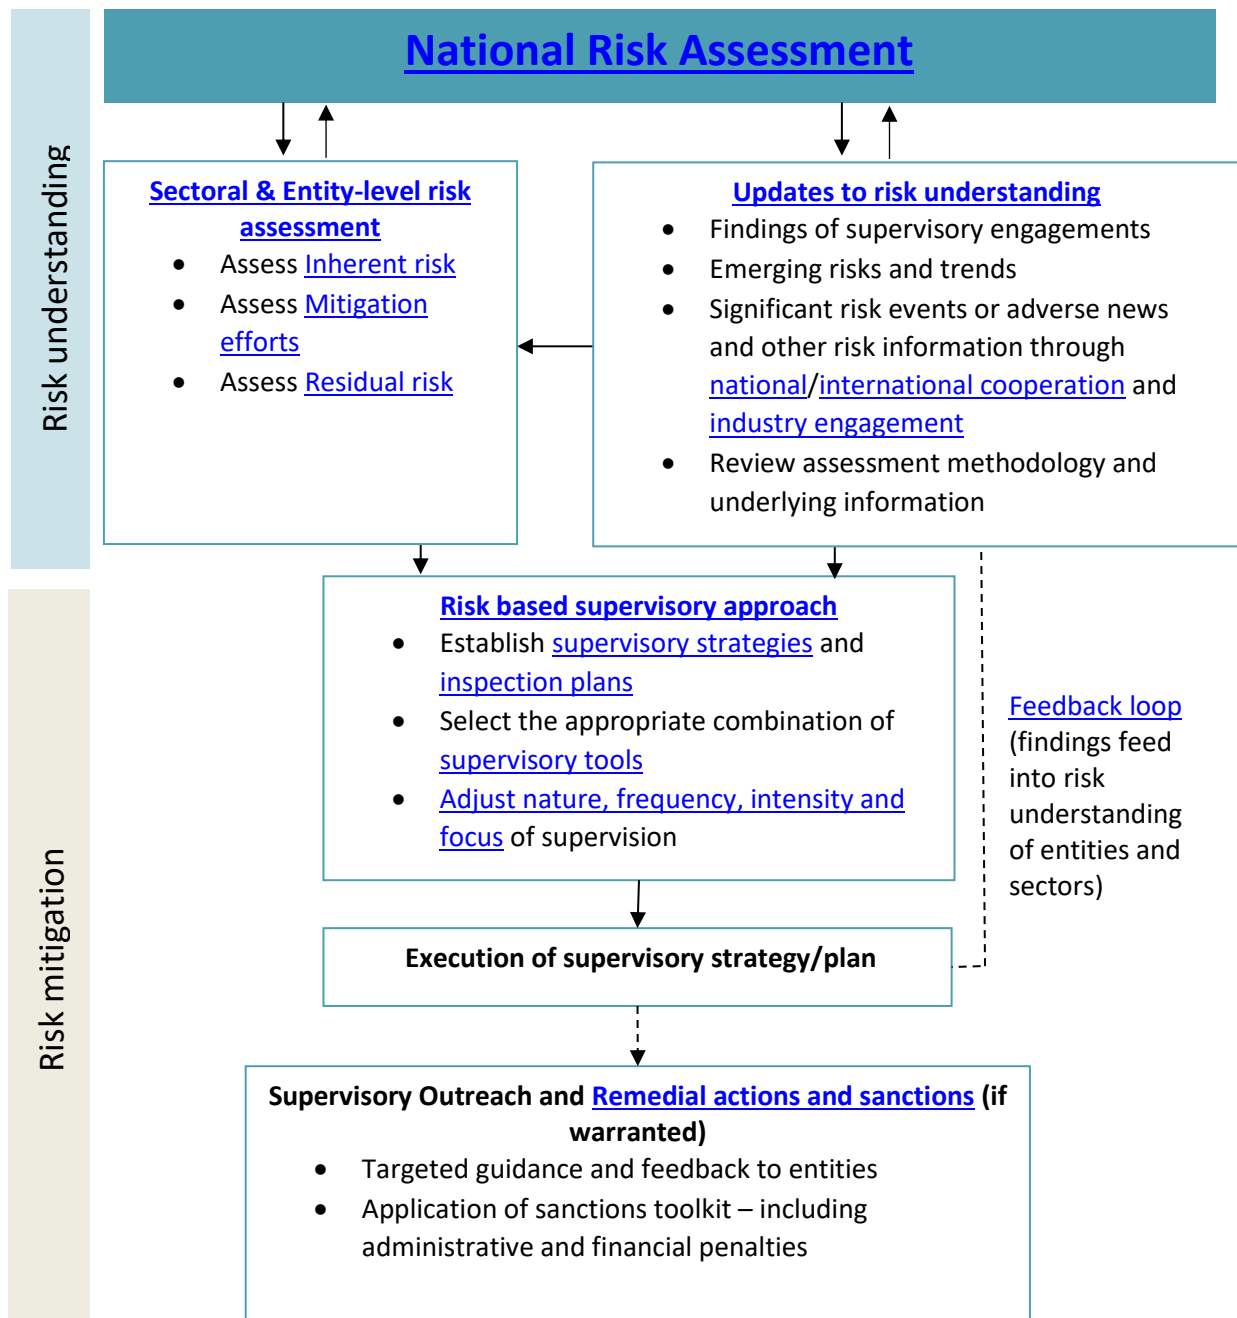 National Risk Assessment
Risk understanding
Sectoral & Entity-level risk
assessment
• Assess Inherent risk
• Assess Mitigation
efforts
• Assess Residual risk
Updates to risk understanding
• Findings of supervisory engagements
• Emerging risks and trends
• Significant risk events or adverse news
and other risk information through
national/international cooperation and
industry engagement
• Review assessment methodology and
underlying information
Risk mitigation
Risk based supervisory approach
• Establish supervisory strategies and
inspection plans
• Select the appropriate combination of
supervisory tools
• Adjust nature, frequency, intensity and
focus of supervision
Feedback loop
(findings feed
into risk
understanding
of entities and
sectors)
Execution of supervisory strategy/plan
Supervisory Outreach and Remedial actions and sanctions (if
warranted)
• Targeted guidance and feedback to entities
• Application of sanctions toolkit – including
administrative and financial penalties